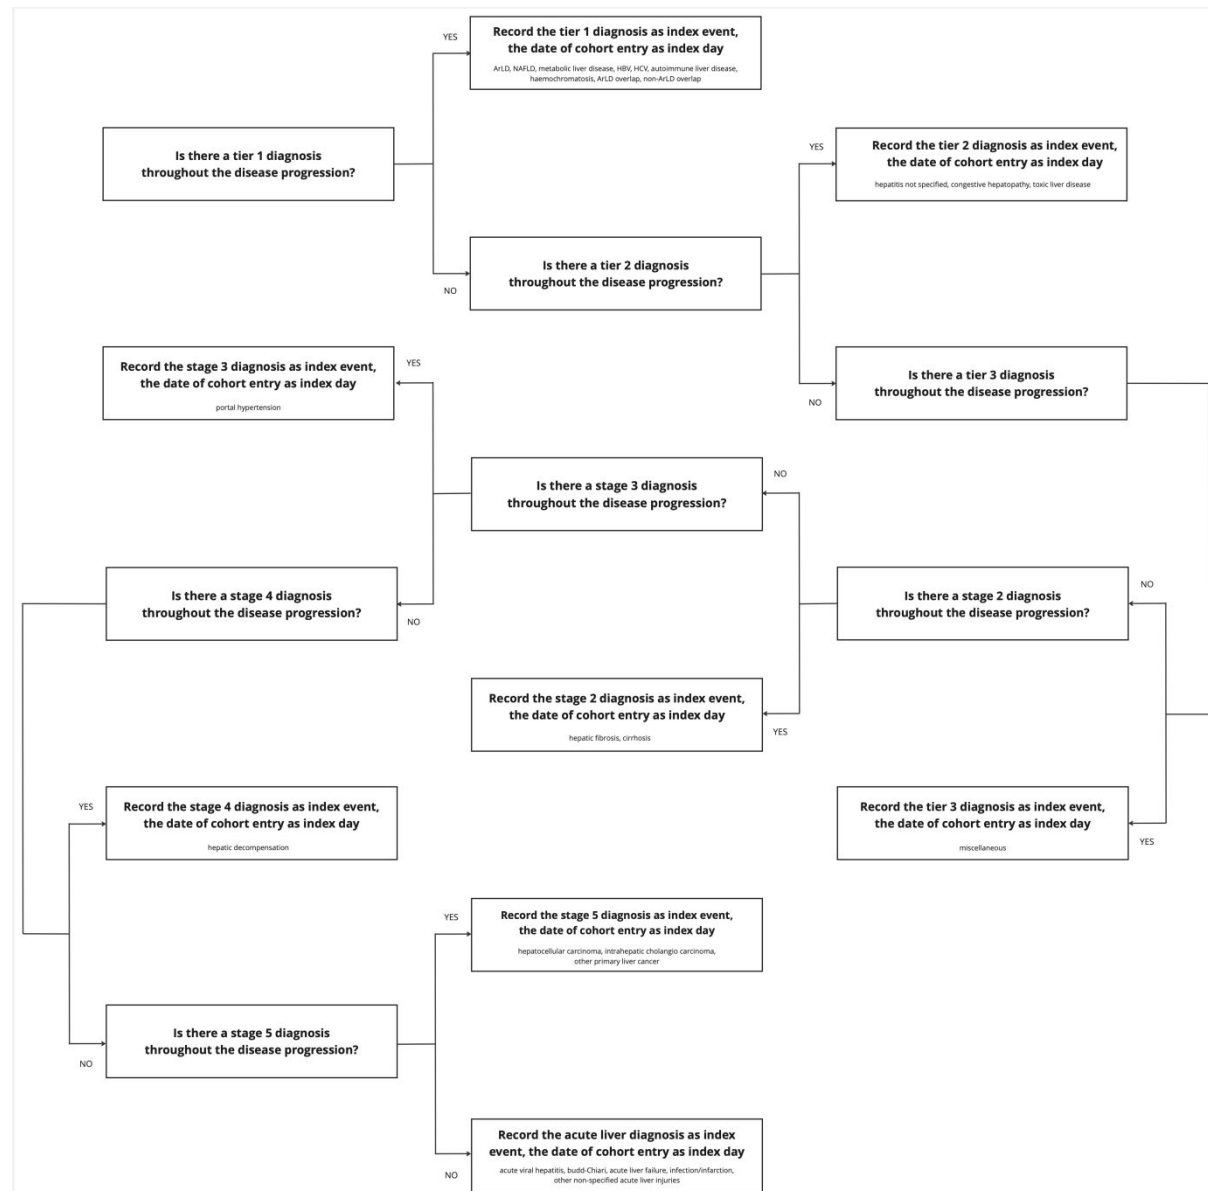 YES
Record the tier 1 diagnosis as index event,
the date of cohort entry as index day
ArLD, NAFLD, metabolic liver disease, HBV, HCV, autoimmune liver disease,
haemochromatosis, ArLD overlap, non-ArLD overlap
Is there a tier 1 diagnosis
throughout the disease progression?
YES
Record the tier 2 diagnosis as index event,
the date of cohort entry as index day
hepatitis not specified, congestive hepatopathy, toxic liver disease
Is there a tier 2 diagnosis
throughout the disease progression?
NO
Record the stage 3 diagnosis as index event,
the date of cohort entry as index day
portal hypertension
YES
Is there a tier 3 diagnosis
throughout the disease progression?
NO
Is there a stage 3 diagnosis
throughout the disease progression?
NO
Is there a stage 4 diagnosis
throughout the disease progression?
NO
Is there a stage 2 diagnosis
throughout the disease progression?
NO
Record the stage 2 diagnosis as index event,
the date of cohort entry as index day
hepatic fibrosis, cirrhosis
YES
YES
Record the stage 4 diagnosis as index event,
the date of cohort entry as index day
hepatic decompensation
Record the tier 3 diagnosis as index event,
the date of cohort entry as index day
miscellaneous
YES
YES
Record the stage 5 diagnosis as index event,
the date of cohort entry as index day
hepatocellular carcinoma, intrahepatic cholangio carcinoma,
other primary liver cancer
Is there a stage 5 diagnosis
throughout the disease progression?
NO
Record the acute liver diagnosis as index
event, the date of cohort entry as index day
acute viral hepatitis, budd-Chiari, acute liver failure, infection/infarction,
other non-specified acute liver injuries
NO